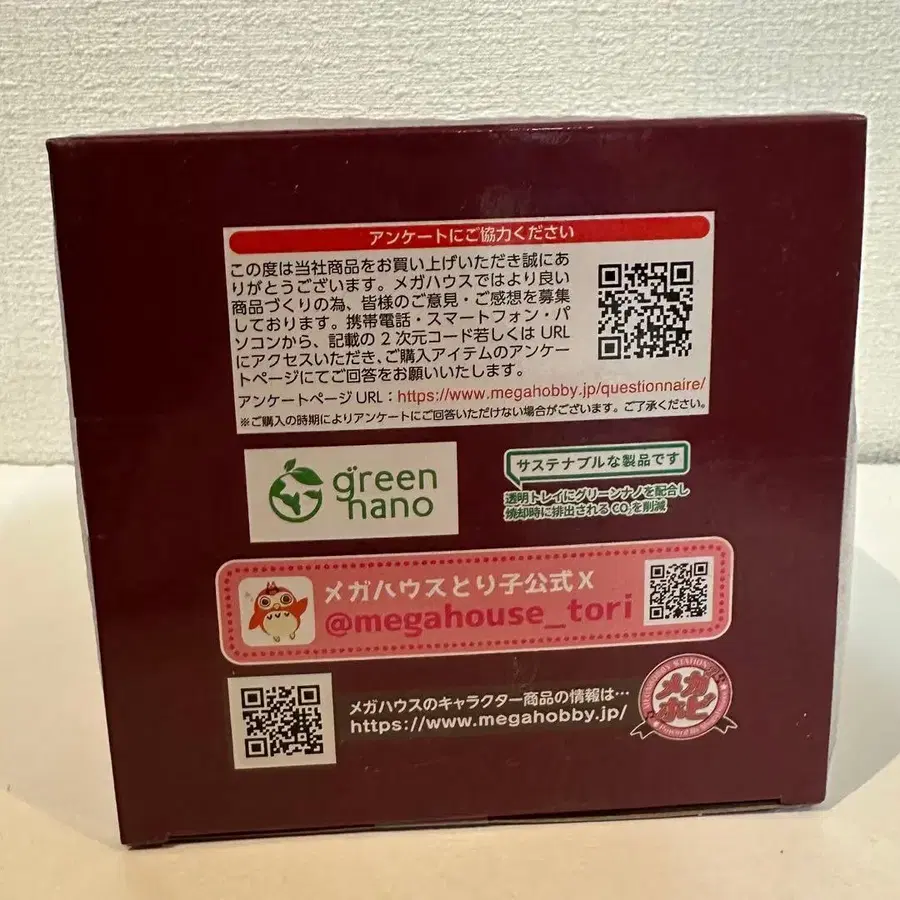 アンケートにご協力ください
この度は当社商品をお買い上げいただき誠にあ
りがとうございます。メガハウスではより良い
商品づくりの為、皆様のご意見・ご感想を募集
しております。携帯電話・スマートフォン・パ
ソコンから、記載の2次元コード若しくはURL
にアクセスいただき、ご購入アイテムのアンケー
トページにてご回答をお願いいたします。
アンケートページURL：https://www.megahobby.jp/questionnaire/
※ご購入の時期によりアンケートにご回答いただけない場合がございます。ご了承ください。
green
nano
サステナブルな製品です
透明トレイにグリーンナノを配合し
焼却時に排出されるCO₂を削減
メガハウスとり子公式X
@megahouse_tori
メガハウスのキャラクター商品の情報は…
https://www.megahobby.jp/
MEGAHOBBY STATION
メガ
ホビ